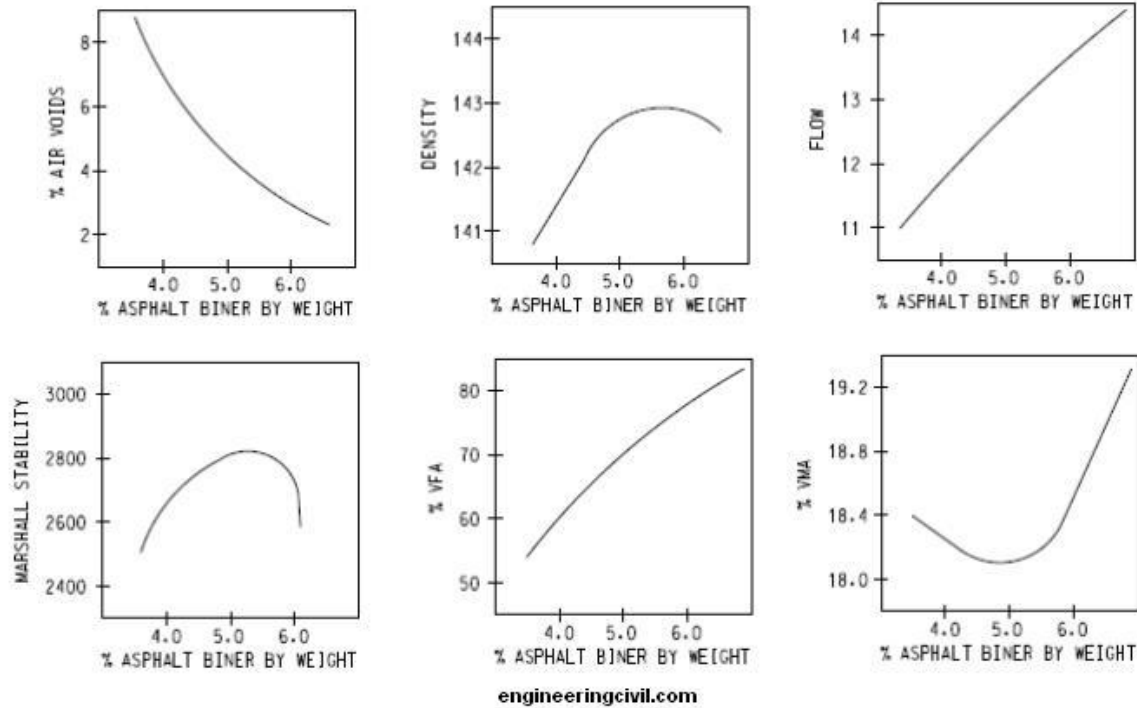 % AIR VOIDS
8
6
4
2
4.0 5.0 6.0
% ASPHALT BINER BY WEIGHT
DENSITY
144
143
142
141
4.0 5.0 6.0
% ASPHALT BINER BY WEIGHT
FLOW
14
13
12
11
4.0 5.0 6.0
% ASPHALT BINER BY WEIGHT
MARSHALL STABILITY
3000
2800
2600
2400
4.0 5.0 6.0
% ASPHALT BINER BY WEIGHT
% VFA
80
70
60
50
4.0 5.0 6.0
% ASPHALT BINER BY WEIGHT
% VMA
19.2
18.8
18.4
18.0
4.0 5.0 6.0
% ASPHALT BINER BY WEIGHT
engineeringcivil.com